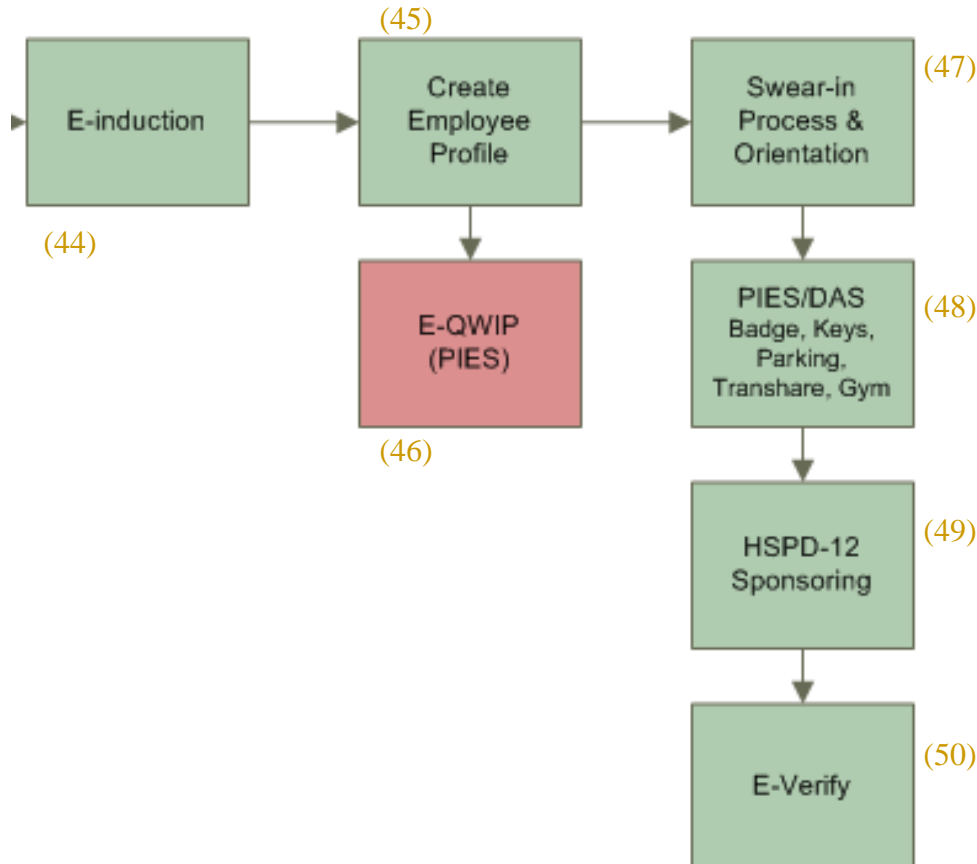 (45)
E-induction
Create
Employee
Profile
Swear-in
Process &
Orientation
(47)
(44)
E-QWIP
(PIES)
(46)
PIES/DAS
Badge, Keys,
Parking,
Transhare, Gym
(48)
HSPD-12
Sponsoring
(49)
E-Verify
(50)